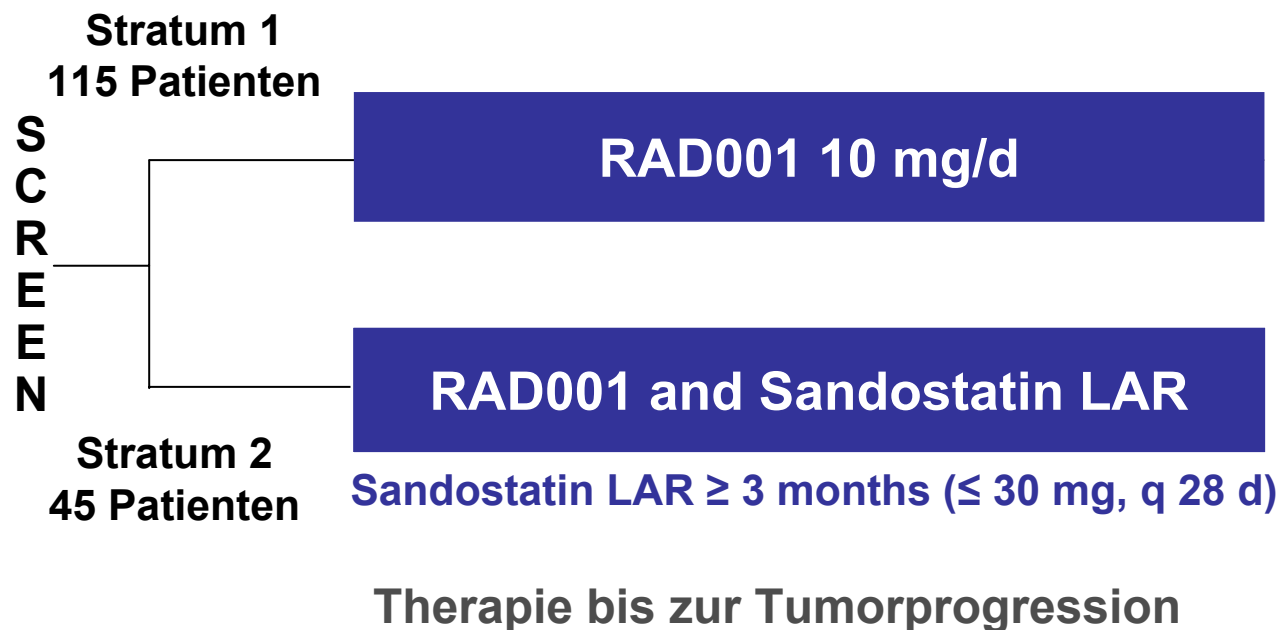 Stratum 1
115 Patienten
SCREEN
RAD001 10 mg/d
RAD001 and Sandostatin LAR
Stratum 2
45 Patienten
Sandostatin LAR ≥ 3 months (≤ 30 mg, q 28 d)
Therapie bis zur Tumorprogression